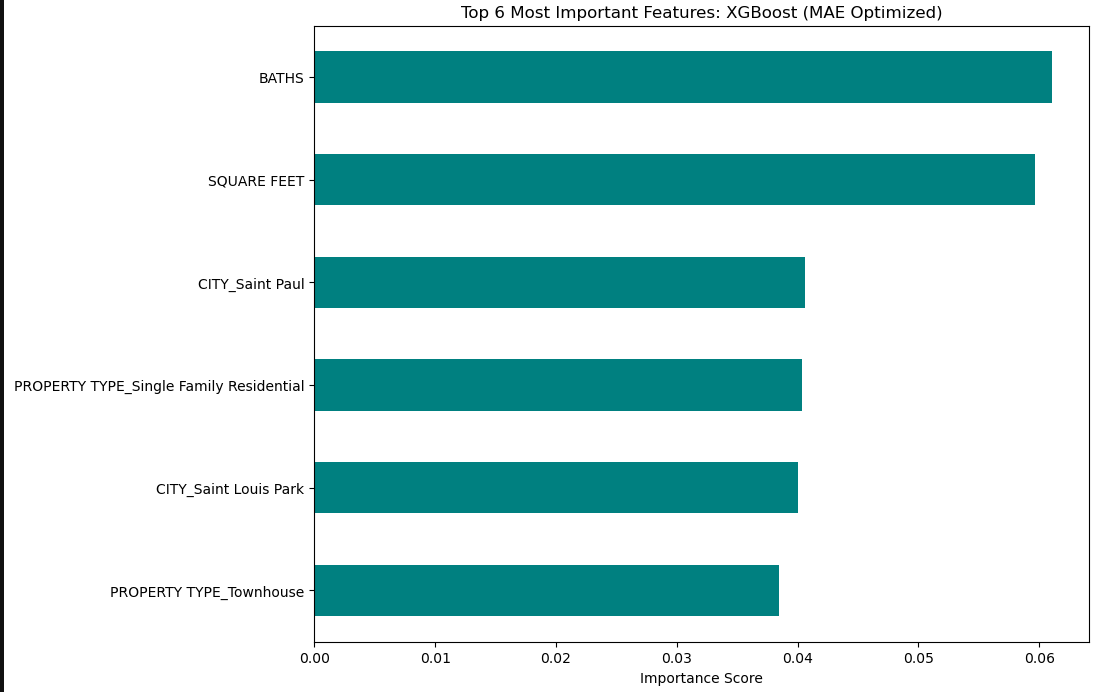 Top 6 Most Important Features: XGBoost (MAE Optimized)
BATHS
SQUARE FEET
CITY_Saint Paul
PROPERTY TYPE_Single Family Residential
CITY_Saint Louis Park
PROPERTY TYPE_Townhouse
0.00 0.01 0.02 0.03 0.04 0.05 0.06
Importance Score